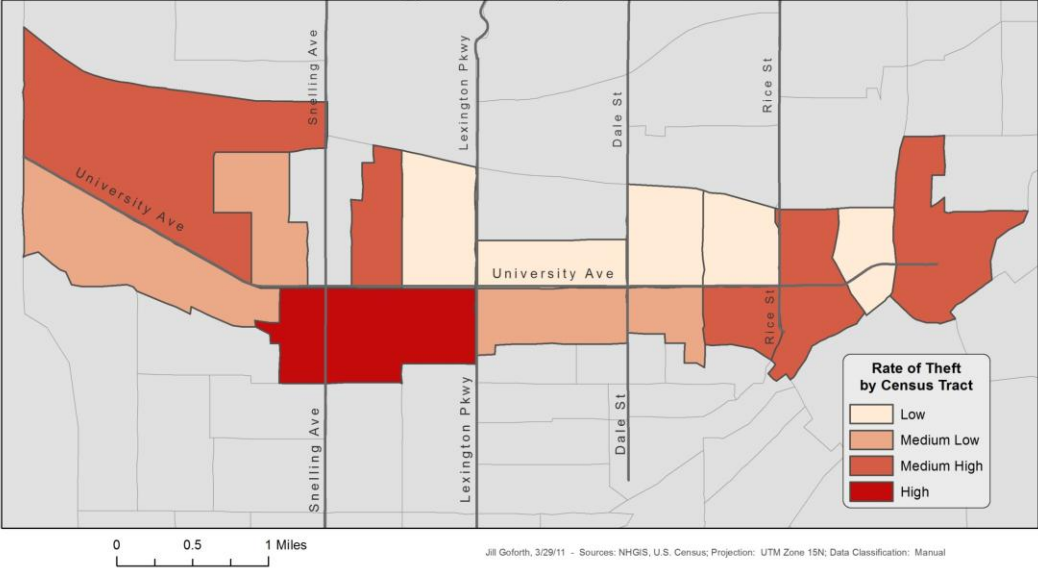 Snelling Ave
Lexington Pkwy
Dale St
Rice St
University Ave
University Ave
Rice St
Snelling Ave
Lexington Pkwy
Dale St
Rate of Theft
by Census Tract
Low
Medium Low
Medium High
High
0 0.5 1 Miles
Jill Goforth, 3/29/11 - Sources: NHGIS, U.S. Census; Projection: UTM Zone 15N; Data Classification: Manual